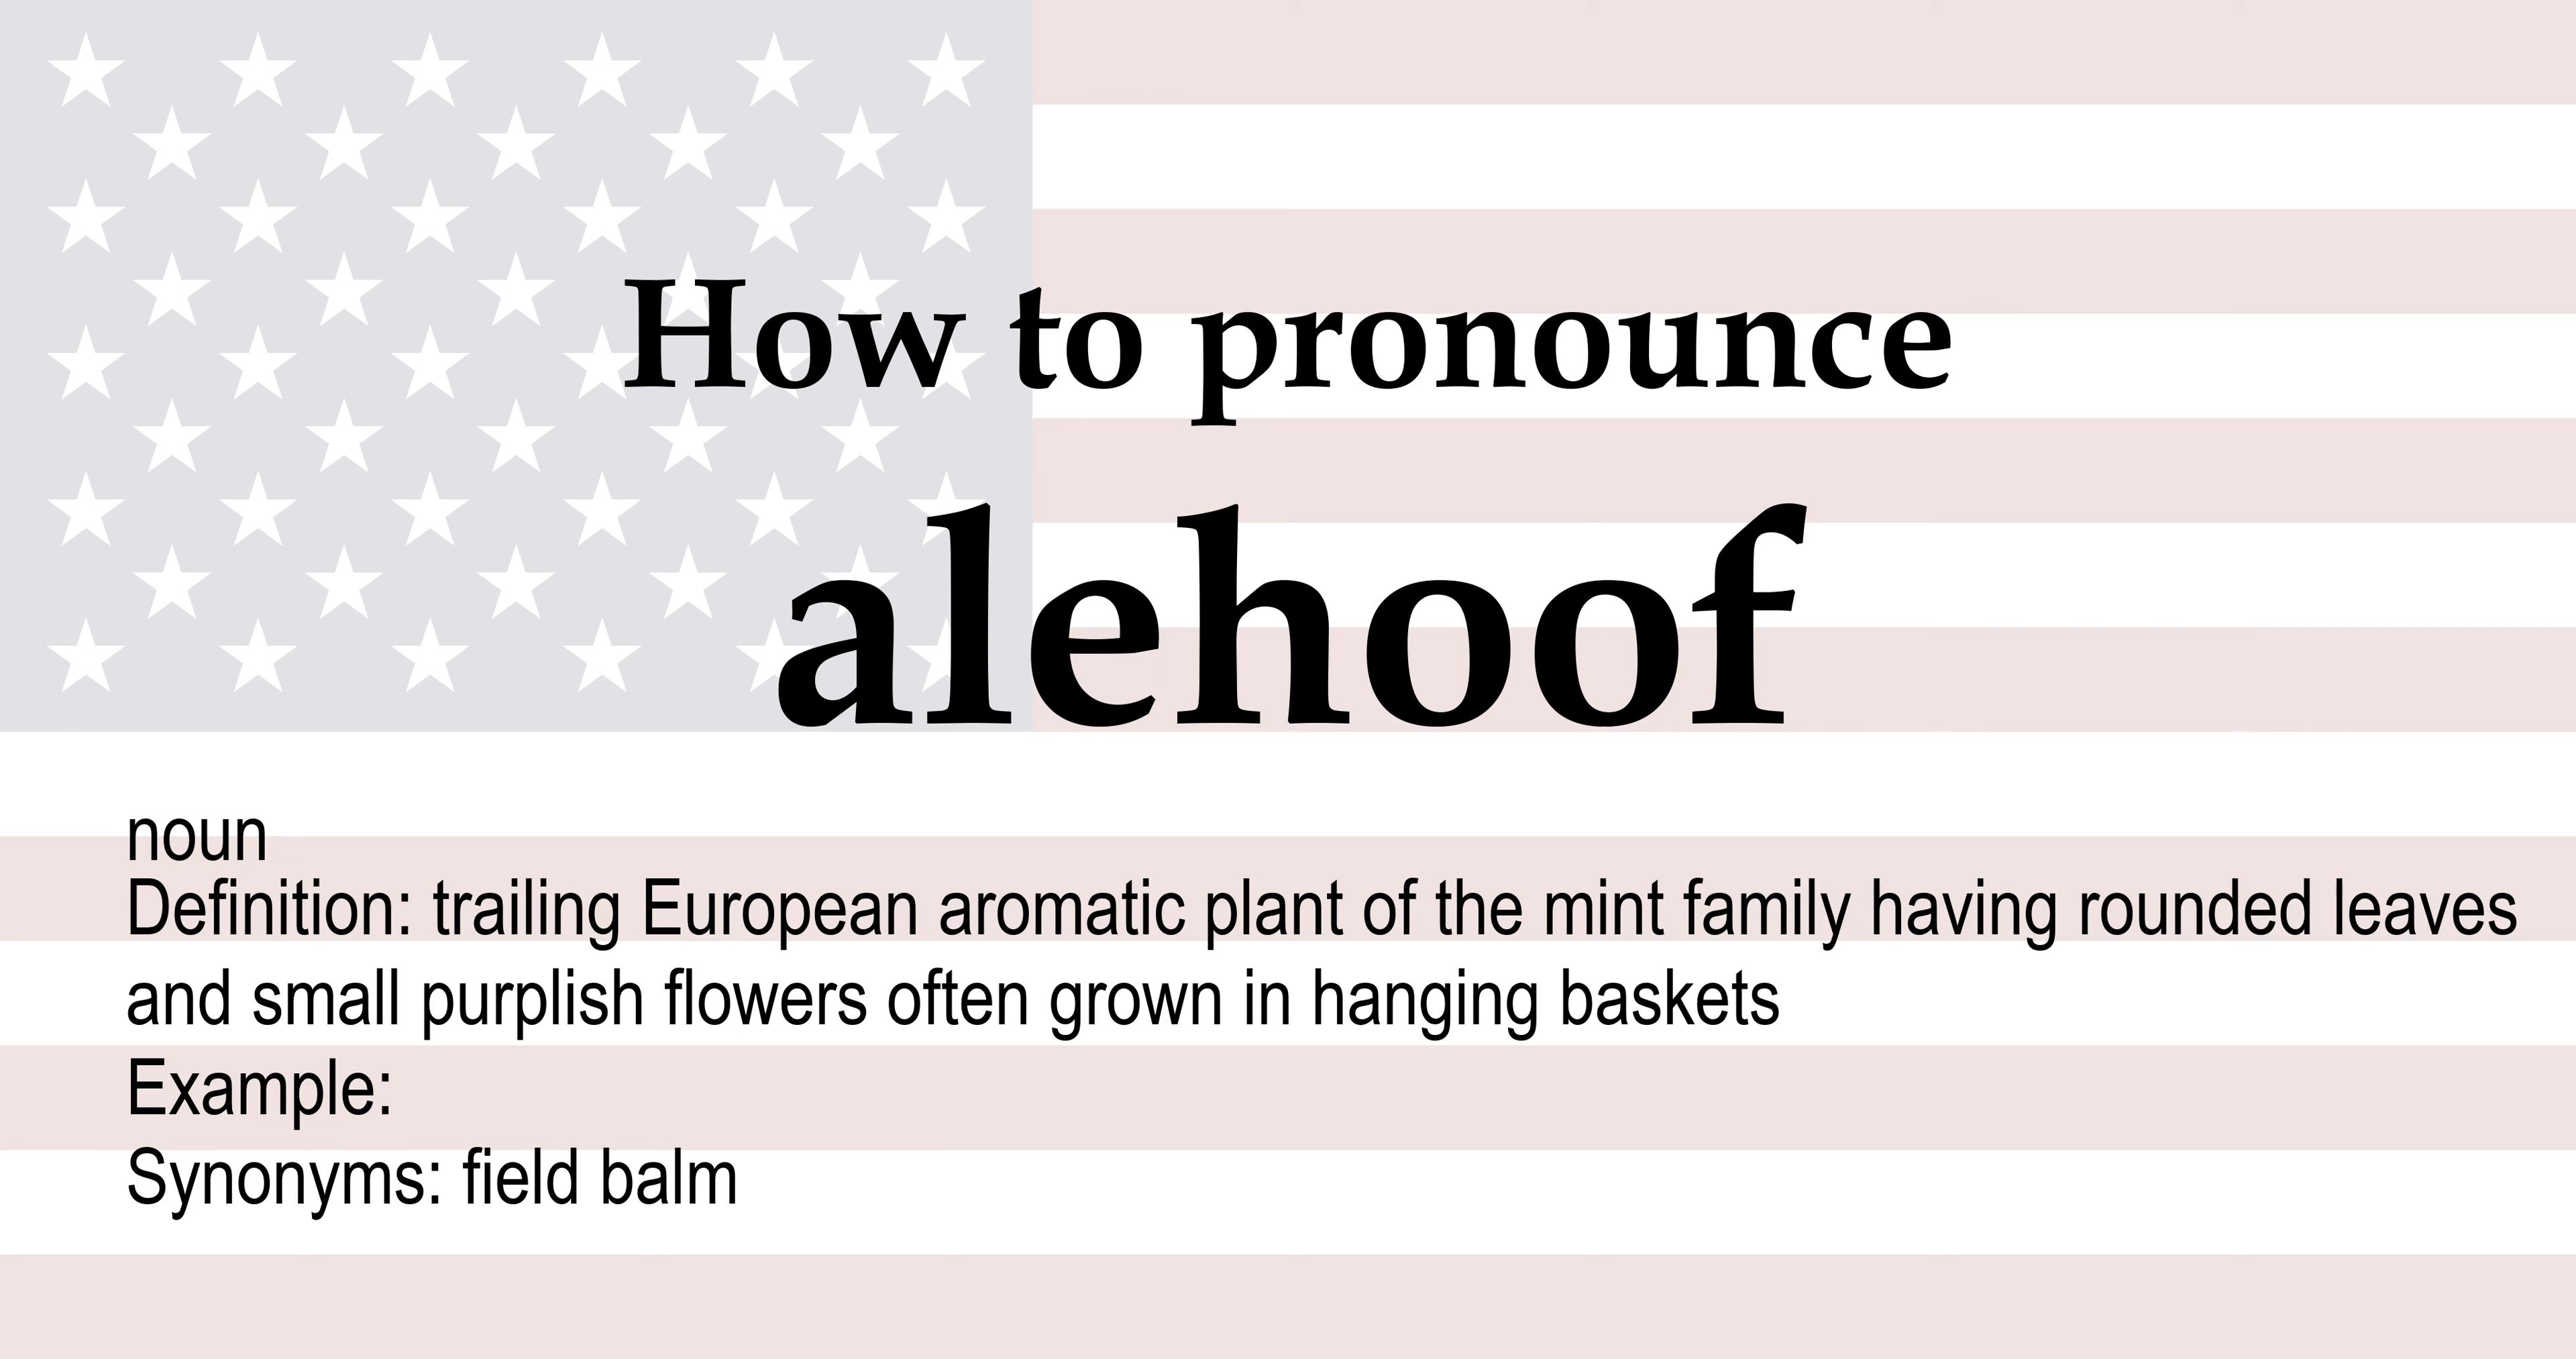 How to pronounce
alehoof
noun
Definition: trailing European aromatic plant of the mint family having rounded leaves
and small purplish flowers often grown in hanging baskets
Example:
Synonyms: field balm